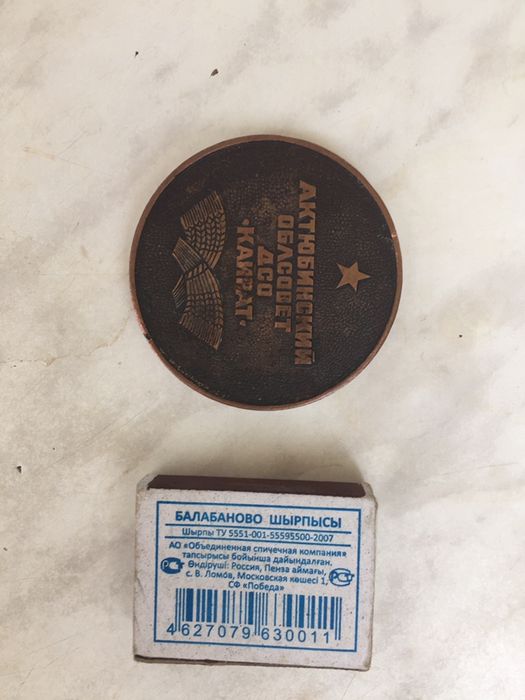 АКТЮБИНСКИЙ
ОБЛСОВЕТ
ДСО
"КАЙРАТ"
БАЛАБАНОВО ШЫРПЫСЫ
Шырпы ТУ 5551-001-55595500-2007
АО «Объединенная спичечная компания»
тапсырысы бойынша дайындалған.
Өндіруші: Россия, Пенза аймағы,
с. В. Ломов, Московская көшесі 1,
СФ «Победа»
4 627079 630011